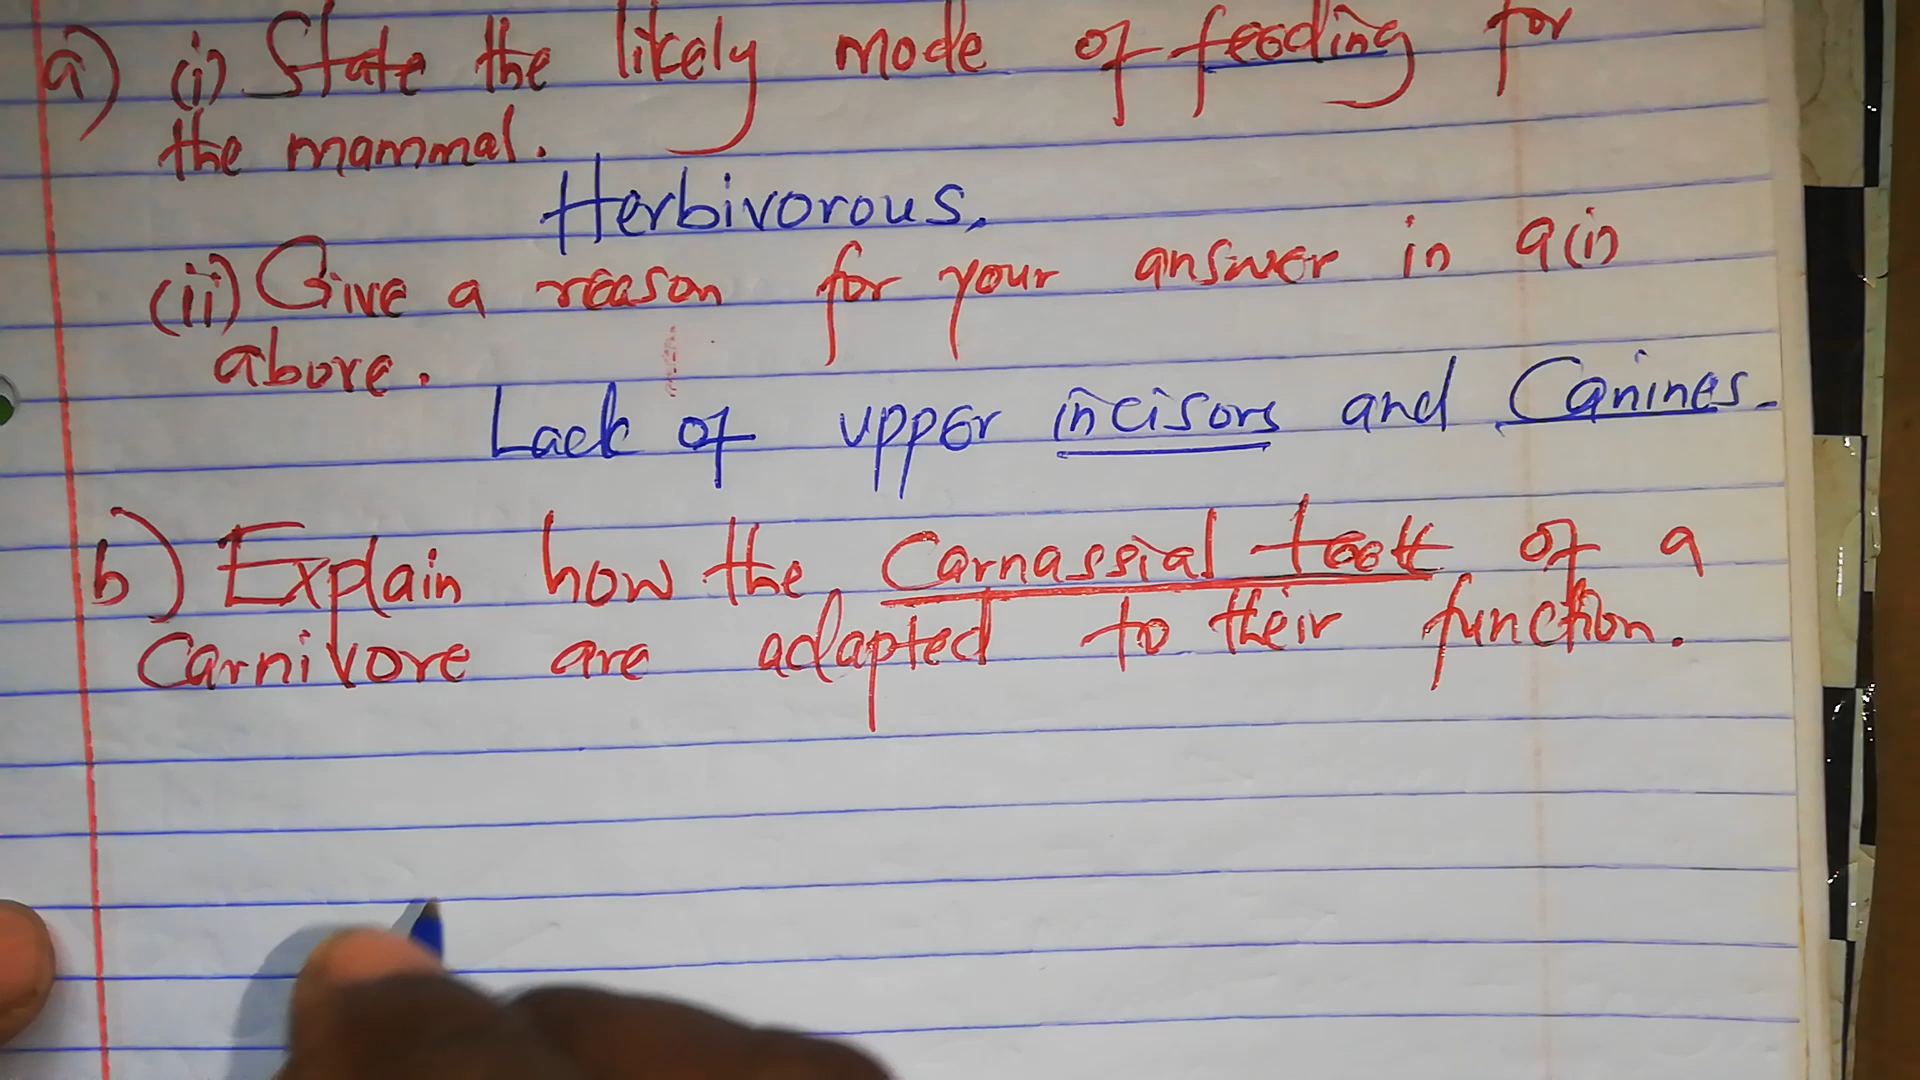 a) (i) State the likely mode of feeding for
the mammal.
Herbivorous.
(ii) Give a reason for your answer in a(i)
above.
Lack of upper incisors and Canines.
b) Explain how the Carnassial teeth of a
Carnivore are adapted to their function.